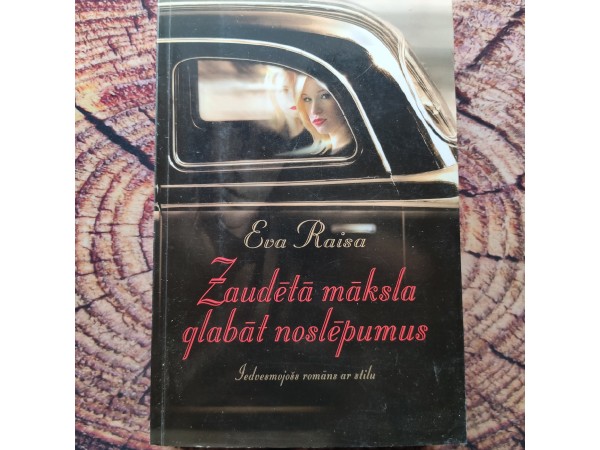 Eva Raisa
Zaudētā māksla
glabāt noslēpumus
Iedvesmojošs romāns ar stilu